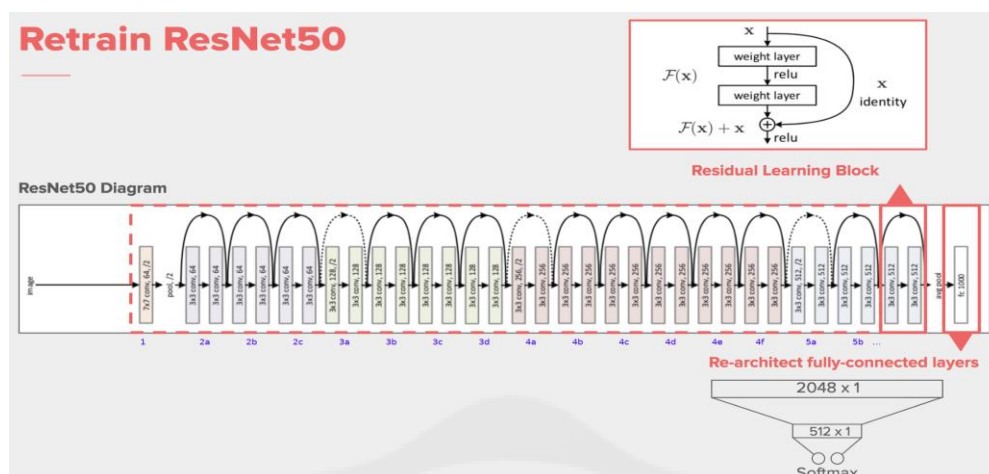 Retrain ResNet50
x
weight layer
relu
F(x)
x
weight layer
identity
F(x) + x
relu
Residual Learning Block
ResNet50 Diagram
image
7x7 conv, 64, /2
pool, /2
3x3 conv, 64
3x3 conv, 64
3x3 conv, 64
3x3 conv, 64
3x3 conv, 64
3x3 conv, 64
3x3 conv, 128, /2
3x3 conv, 128
3x3 conv, 128
3x3 conv, 128
3x3 conv, 128
3x3 conv, 128
3x3 conv, 128
3x3 conv, 128
3x3 conv, 256, /2
3x3 conv, 256
3x3 conv, 256
3x3 conv, 256
3x3 conv, 256
3x3 conv, 256
3x3 conv, 256
3x3 conv, 256
3x3 conv, 256
3x3 conv, 256
3x3 conv, 256
3x3 conv, 256
3x3 conv, 512, /2
3x3 conv, 512
3x3 conv, 512
3x3 conv, 512
3x3 conv, 512
3x3 conv, 512
avg pool
fc 1000
1 2a 2b 2c 3a 3b 3c 3d 4a 4b 4c 4d 4e 4f 5a 5b ...
Re-architect fully-connected layers
2048 x 1
512 x 1
Softmax